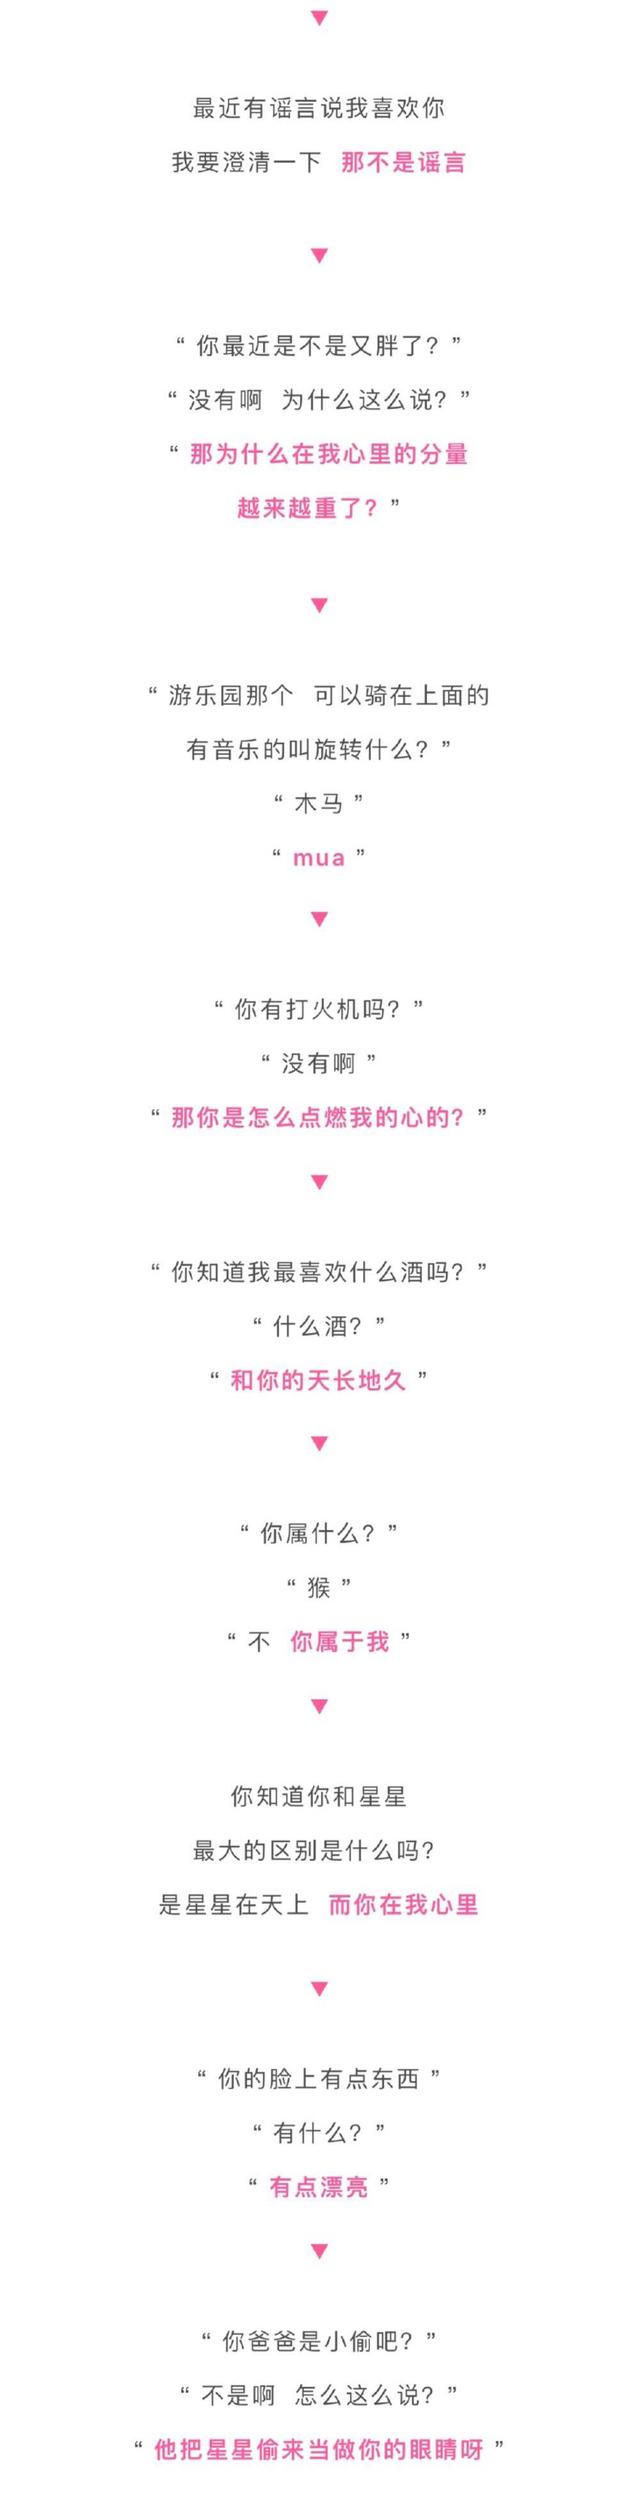 最近有谣言说我喜欢你
我要澄清一下 那不是谣言
“ 你最近是不是又胖了? ”
“ 没有啊 为什么这么说? ”
“ 那为什么在我心里的分量
越来越重了? ”
“ 游乐园那个 可以骑在上面的
有音乐的叫旋转什么? ”
“ 木马 ”
“ mua ”
“ 你有打火机吗? ”
“ 没有啊 ”
“ 那你是怎么点燃我的心的? ”
“ 你知道我最喜欢什么酒吗? ”
“ 什么酒? ”
“ 和你的天长地久 ”
“ 你属什么? ”
“ 猴 ”
“ 不 你属于我 ”
你知道你和星星
最大的区别是什么吗?
是星星在天上 而你在我心里
“ 你的脸上有点东西 ”
“ 有什么? ”
“ 有点漂亮 ”
“ 你爸爸是小偷吧? ”
“ 不是啊 怎么这么说? ”
“ 他把星星偷来当做你的眼睛呀 ”